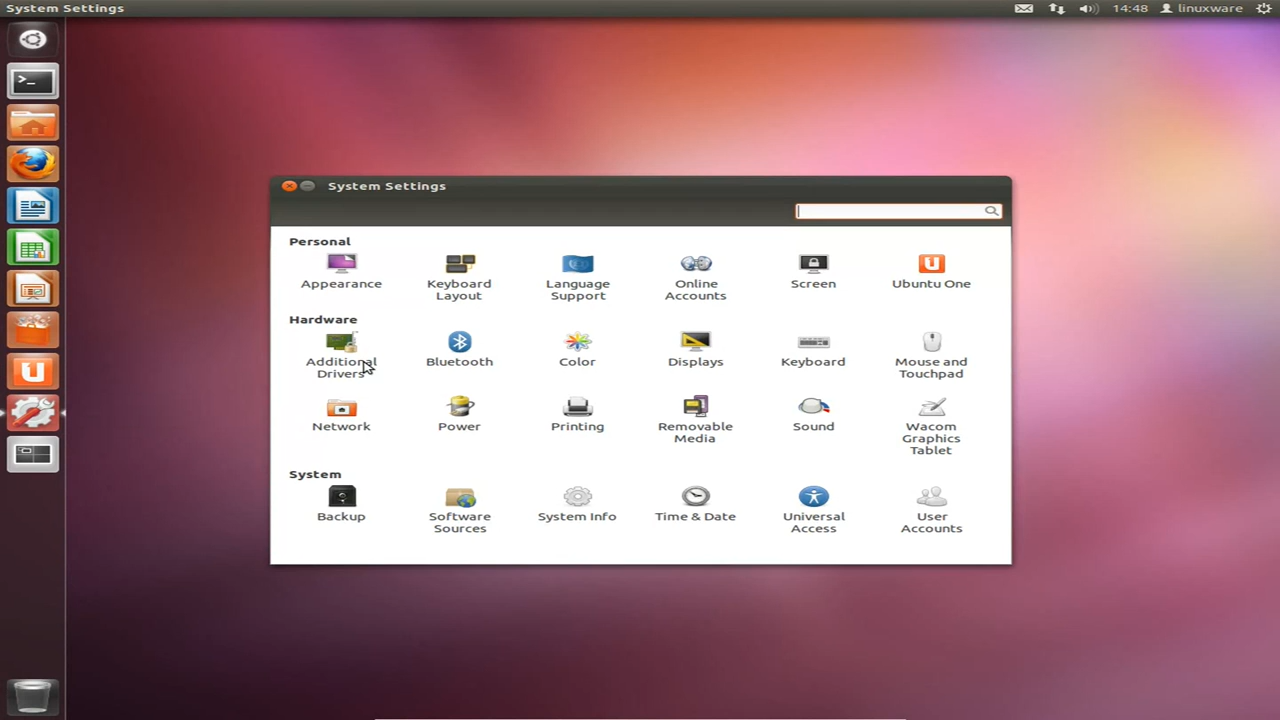 System Settings
14:48 linuxware
System Settings
Personal
Appearance
Keyboard
Layout
Language
Support
Online
Accounts
Screen
Ubuntu One
Hardware
Additional
Drivers
Bluetooth
Color
Displays
Keyboard
Mouse and
Touchpad
Network
Power
Printing
Removable
Media
Sound
Wacom
Graphics
Tablet
System
Backup
Software
Sources
System Info
Time & Date
Universal
Access
User
Accounts